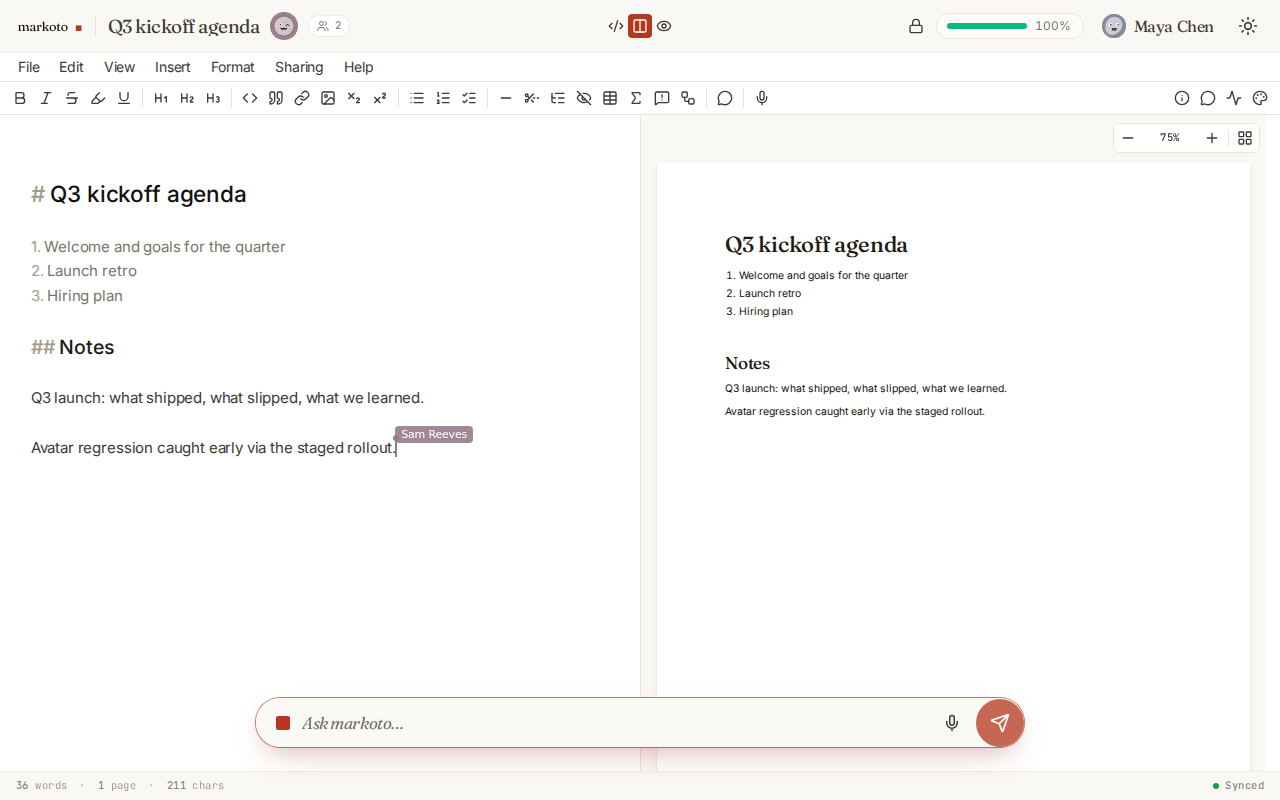 markoto
Q3 kickoff agenda
2
100%
Maya Chen
File Edit View Insert Format Sharing Help
B I S U H1 H2 H3 X2 X2 Σ
75%
# Q3 kickoff agenda
1. Welcome and goals for the quarter
2. Launch retro
3. Hiring plan
## Notes
Q3 launch: what shipped, what slipped, what we learned.
Sam Reeves
Avatar regression caught early via the staged rollout.
Q3 kickoff agenda
1. Welcome and goals for the quarter
2. Launch retro
3. Hiring plan
Notes
Q3 launch: what shipped, what slipped, what we learned.
Avatar regression caught early via the staged rollout.
Ask markoto...
36 words · 1 page · 211 chars
Synced